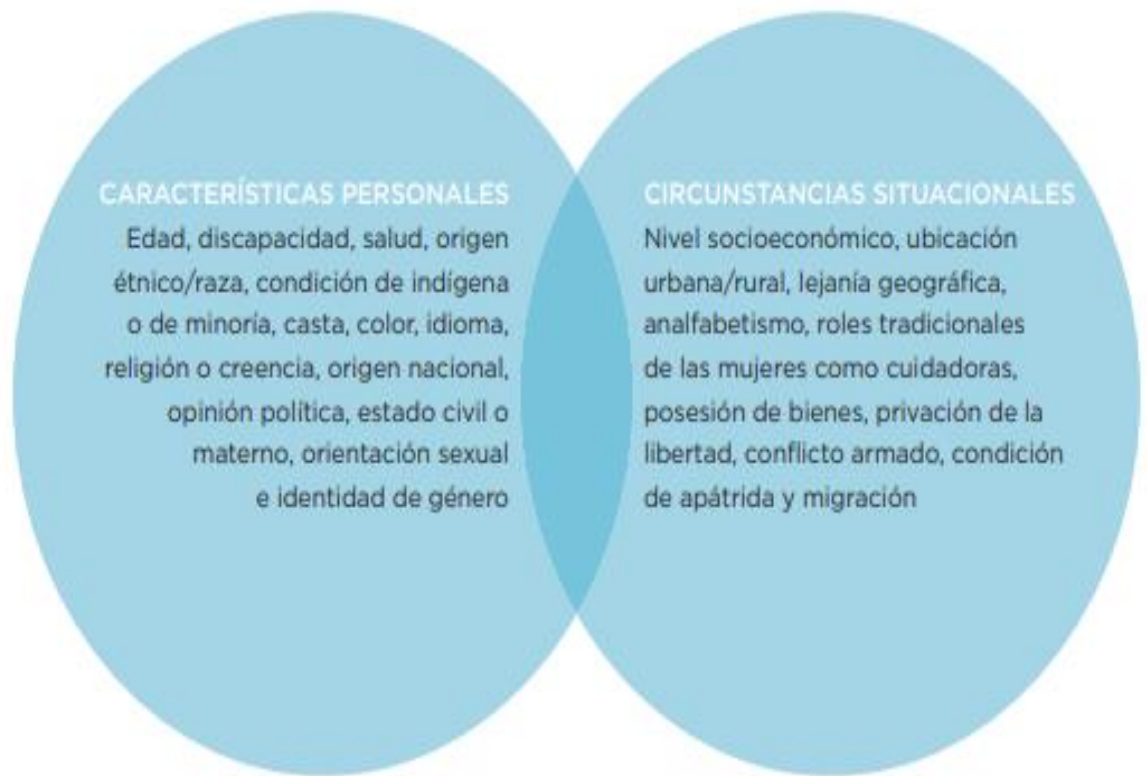 CARACTERÍSTICAS PERSONALES
Edad, discapacidad, salud, origen
étnico/raza, condición de indígena
o de minoría, casta, color, idioma,
religión o creencia, origen nacional,
opinión política, estado civil o
materno, orientación sexual
e identidad de género
CIRCUNSTANCIAS SITUACIONALES
Nivel socioeconómico, ubicación
urbana/rural, lejanía geográfica,
analfabetismo, roles tradicionales
de las mujeres como cuidadoras,
posesión de bienes, privación de la
libertad, conflicto armado, condición
de apátrida y migración